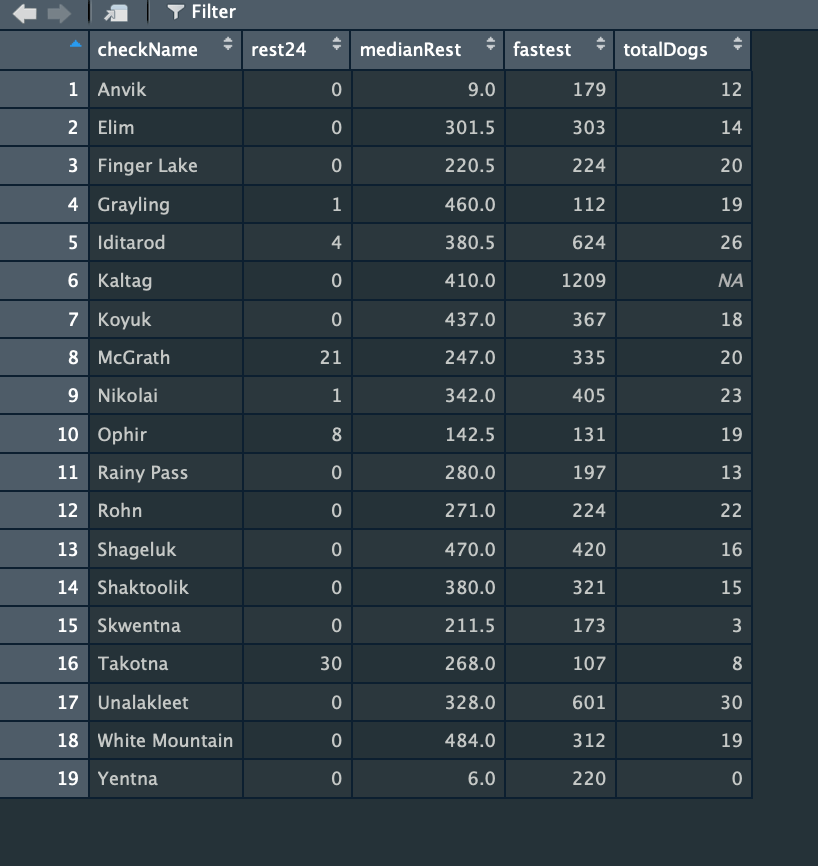 Filter
checkName rest24 medianRest fastest totalDogs
1 Anvik 0 9.0 179 12
2 Elim 0 301.5 303 14
3 Finger Lake 0 220.5 224 20
4 Grayling 1 460.0 112 19
5 Iditarod 4 380.5 624 26
6 Kaltag 0 410.0 1209 NA
7 Koyuk 0 437.0 367 18
8 McGrath 21 247.0 335 20
9 Nikolai 1 342.0 405 23
10 Ophir 8 142.5 131 19
11 Rainy Pass 0 280.0 197 13
12 Rohn 0 271.0 224 22
13 Shageluk 0 470.0 420 16
14 Shaktoolik 0 380.0 321 15
15 Skwentna 0 211.5 173 3
16 Takotna 30 268.0 107 8
17 Unalakleet 0 328.0 601 30
18 White Mountain 0 484.0 312 19
19 Yentna 0 6.0 220 0